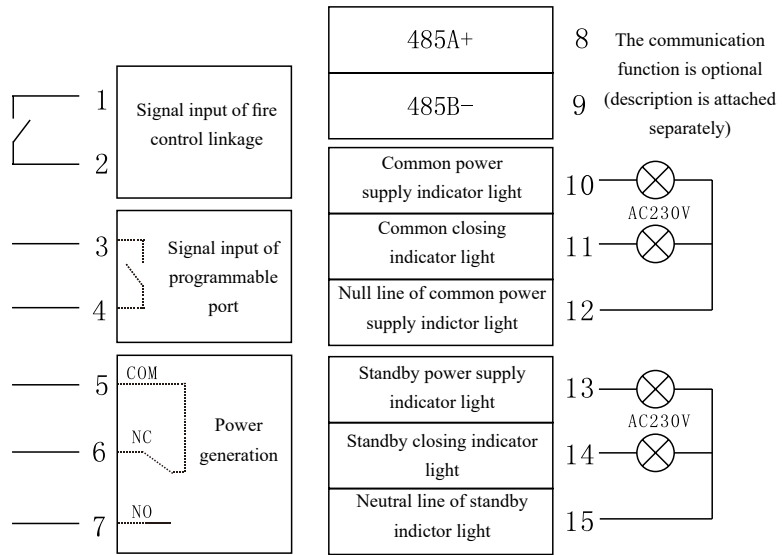 1
Signal input of fire
control linkage
2
3
Signal input of
programmable
port
4
5
COM
6
NC
Power
generation
7
NO
485A+
8
485B-
9
The communication
function is optional
(description is attached
separately)
Common power
supply indicator light
10
AC230V
Common closing
indicator light
11
Null line of common power
supply indictor light
12
Standby power supply
indicator light
13
AC230V
Standby closing indicator
light
14
Neutral line of standby
indictor light
15